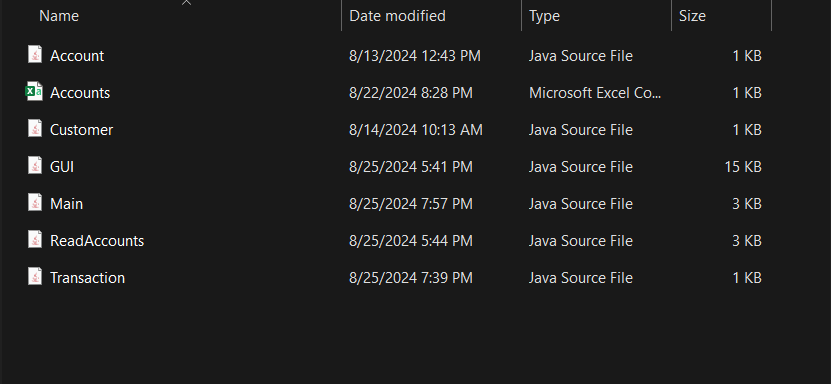 Name Date modified Type Size
Account 8/13/2024 12:43 PM Java Source File 1 KB
Accounts 8/22/2024 8:28 PM Microsoft Excel Co... 1 KB
Customer 8/14/2024 10:13 AM Java Source File 1 KB
GUI 8/25/2024 5:41 PM Java Source File 15 KB
Main 8/25/2024 7:57 PM Java Source File 3 KB
ReadAccounts 8/25/2024 5:44 PM Java Source File 3 KB
Transaction 8/25/2024 7:39 PM Java Source File 1 KB